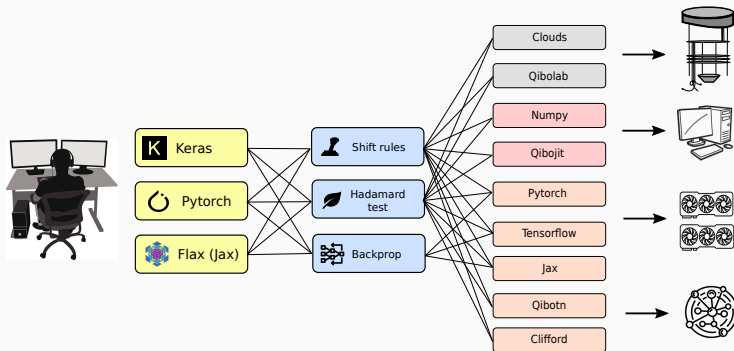 K Keras
Pytorch
Flax (Jax)
Shift rules
Hadamard
test
Backprop
Clouds
Qibolab
Numpy
Qibojit
Pytorch
Tensorflow
Jax
Qibotn
Clifford